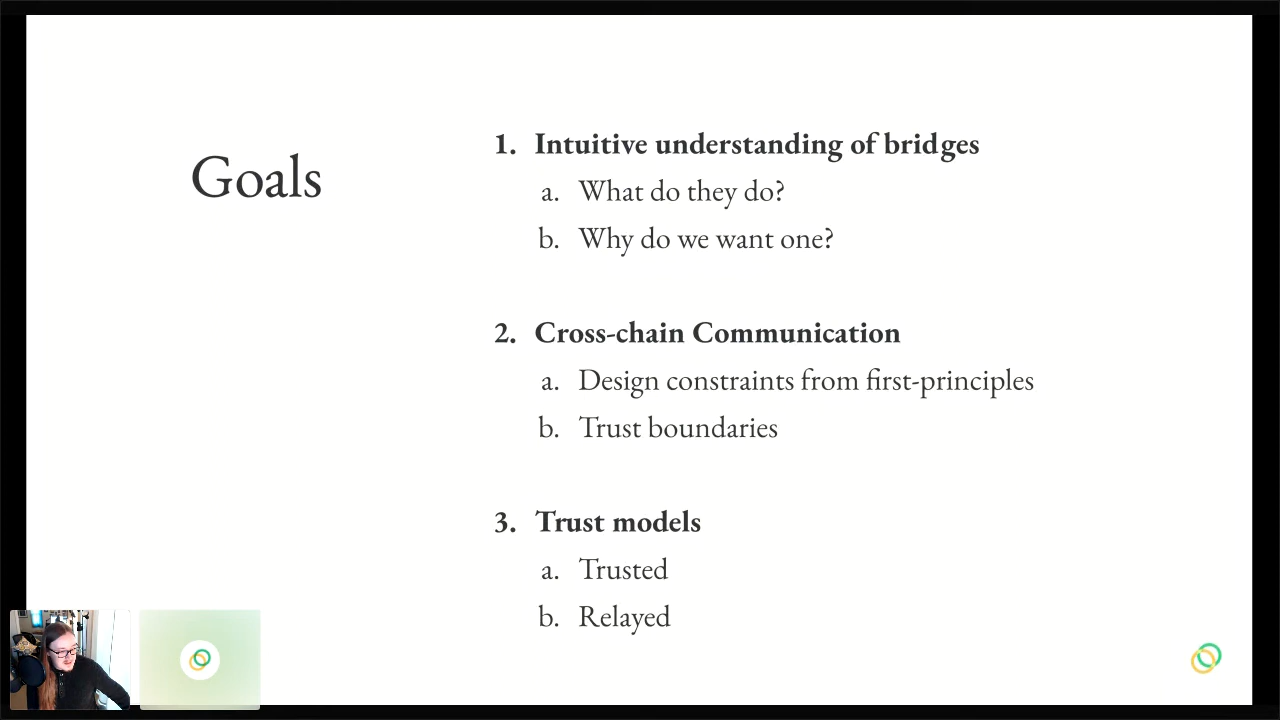 Goals
1. Intuitive understanding of bridges
a. What do they do?
b. Why do we want one?
2. Cross-chain Communication
a. Design constraints from first-principles
b. Trust boundaries
3. Trust models
a. Trusted
b. Relayed